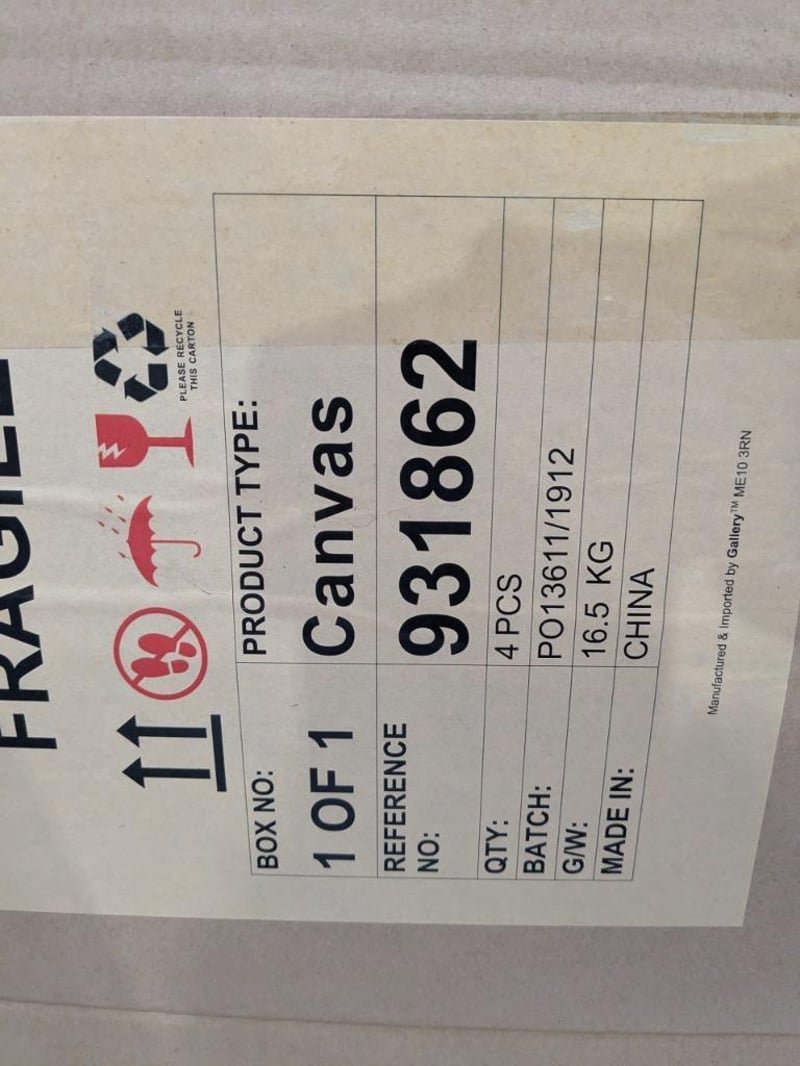 FRAGILE
PLEASE RECYCLE
THIS CARTON
BOX NO:
1 OF 1
PRODUCT TYPE:
Canvas
REFERENCE
NO:
931862
QTY: 4 PCS
BATCH: PO13611/1912
G/W: 16.5 KG
MADE IN: CHINA
Manufactured & Imported by Gallery™ ME10 3RN